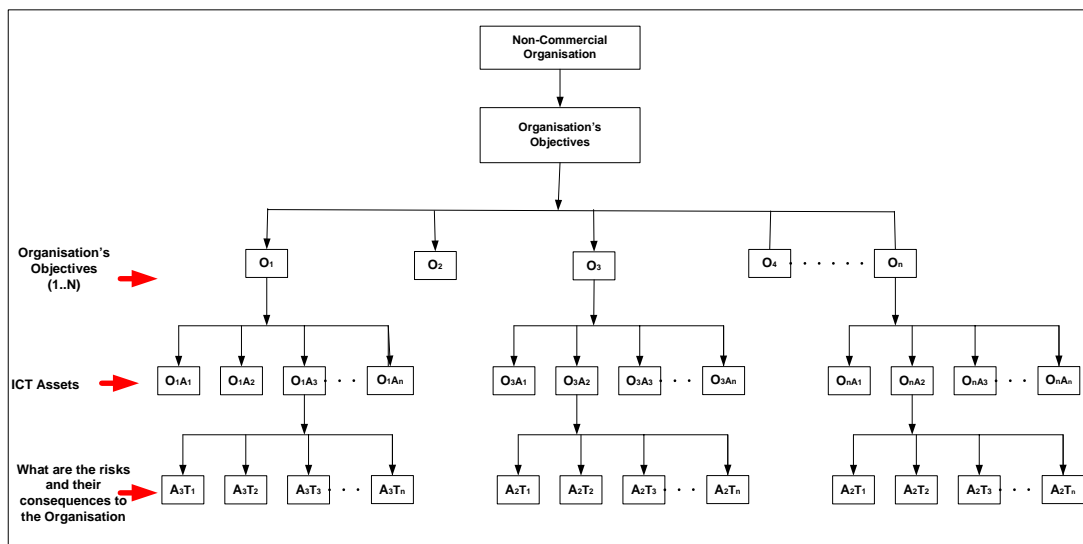 Non-Commercial
Organisation
Organisation's
Objectives
Organisation's
Objectives
(1..N)
O1 O2 O3 O4 · · · · · · On
ICT Assets
O1A1 O1A2 O1A3 · · · O1An O3A1 O3A2 O3A3 · · · O3An OnA1 OnA2 OnA3 · · · OnAn
What are the risks
and their
consequences to
the Organisation
A3T1 A3T2 A3T3 · · · A3Tn A2T1 A2T2 A2T3 · · · A2Tn A2T1 A2T2 A2T3 · · · A2Tn